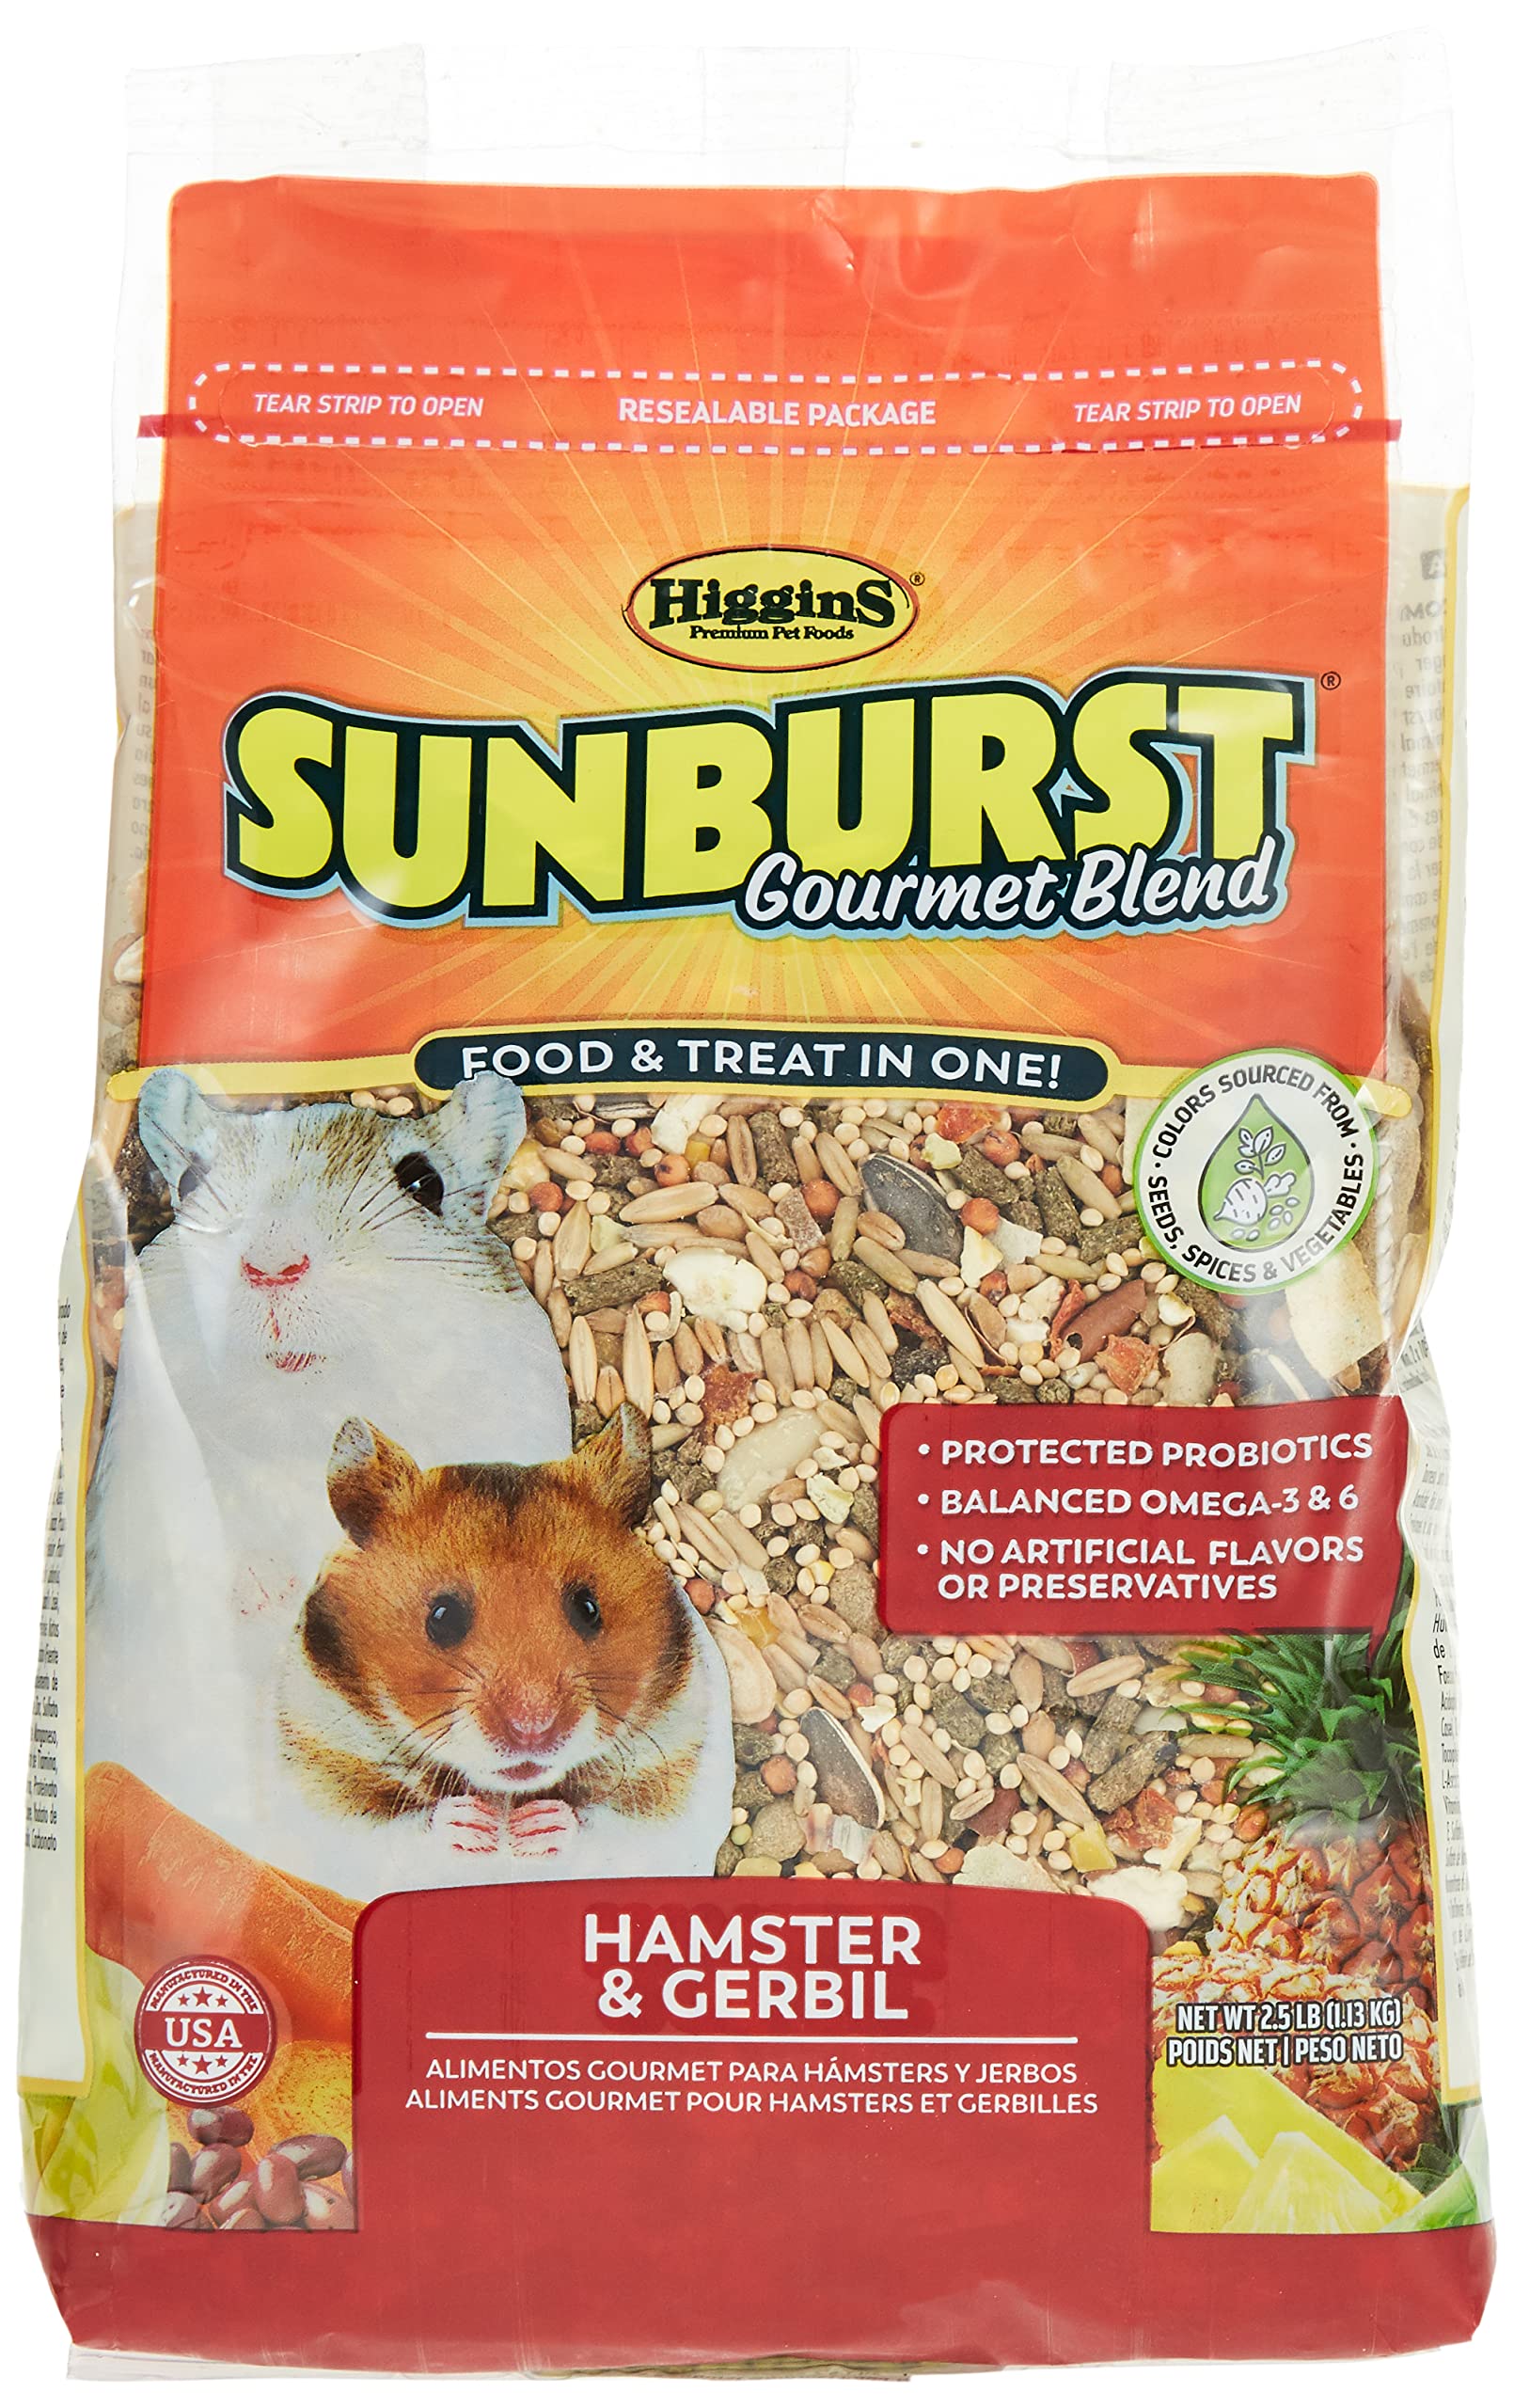 TEAR STRIP TO OPEN
RESEALABLE PACKAGE
TEAR STRIP TO OPEN
HigginS®
Premium Pet Foods
SUNBURST®
Gourmet Blend
FOOD & TREAT IN ONE!
• COLORS SOURCED FROM •
SEEDS, SPICES & VEGETABLES
• PROTECTED PROBIOTICS
• BALANCED OMEGA-3 & 6
• NO ARTIFICIAL FLAVORS
OR PRESERVATIVES
HAMSTER
& GERBIL
ALIMENTOS GOURMET PARA HÁMSTERS Y JERBOS
ALIMENTS GOURMET POUR HAMSTERS ET GERBILLES
MANUFACTURED IN THE
USA
MANUFACTURED IN THE
NET WT 2.5 LB (1.13 KG)
POIDS NET | PESO NETO